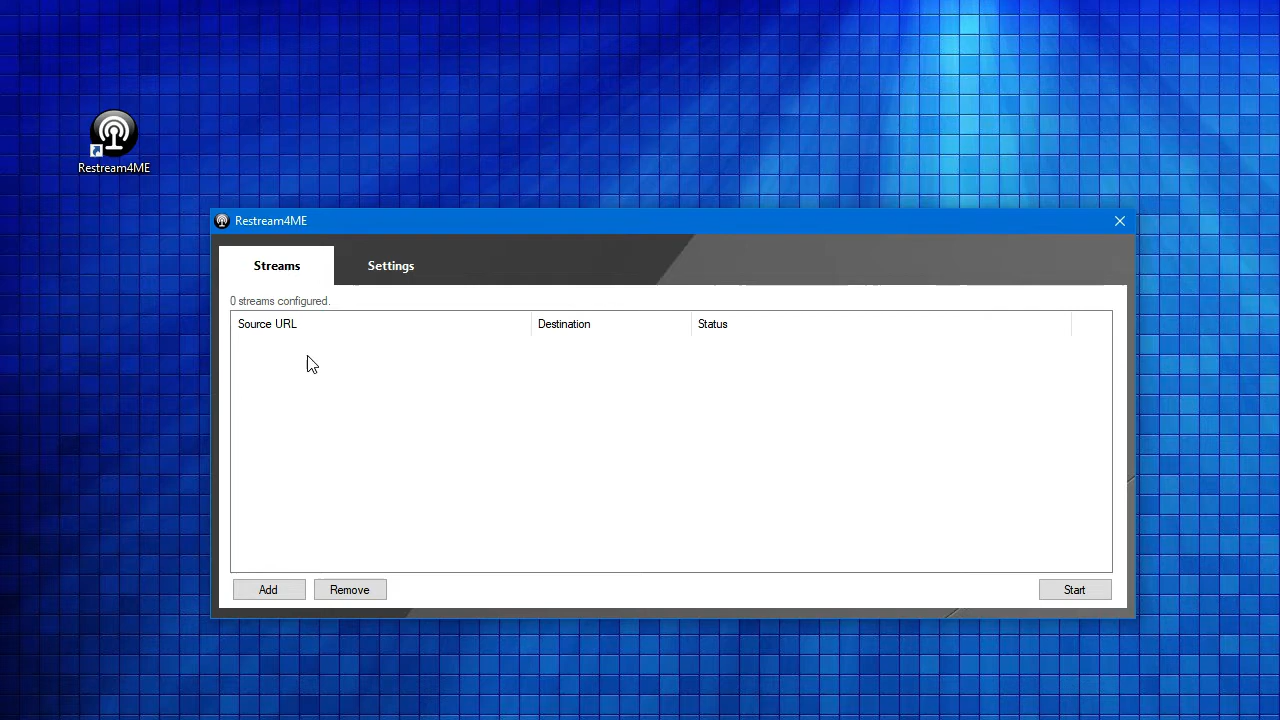 Restream4ME
Restream4ME
Streams Settings
0 streams configured.
Source URL Destination Status
Add Remove Start